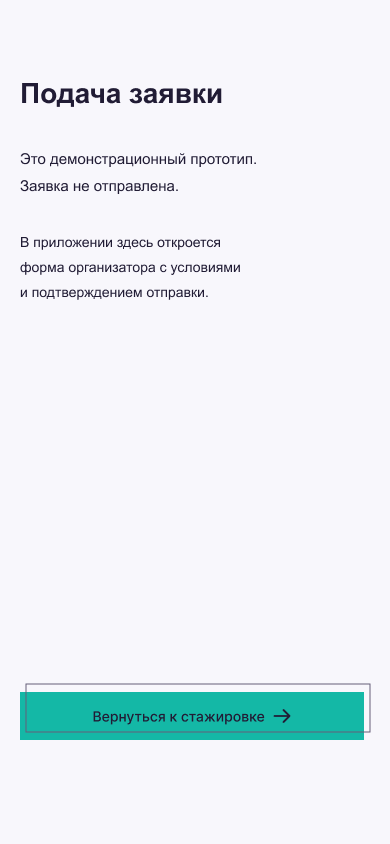 Подача заявки
Это демонстрационный прототип.
Заявка не отправлена.
В приложении здесь откроется
форма организатора с условиями
и подтверждением отправки.
Вернуться к стажировке →